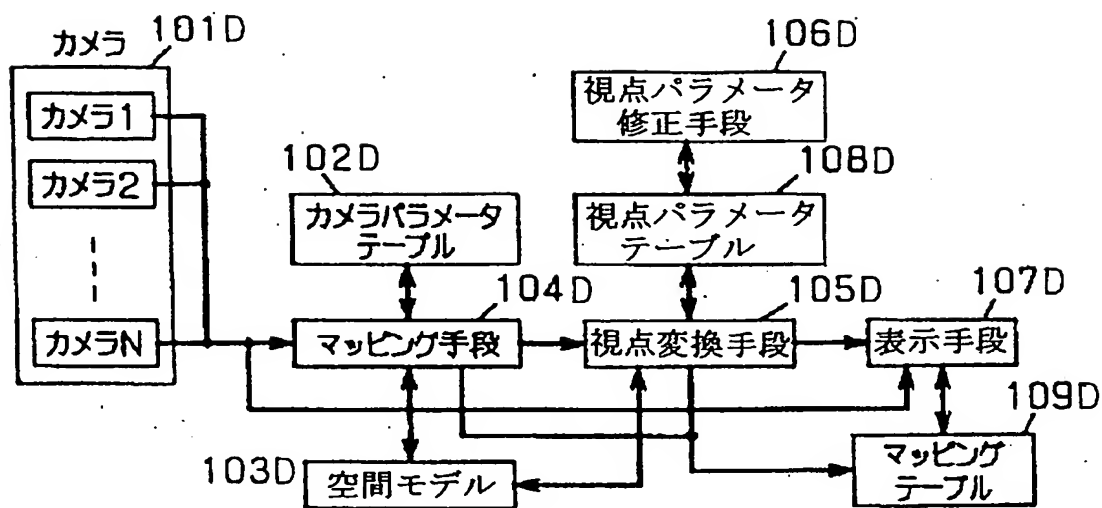 カメラ
101D
カメラ1
カメラ2
カメラN
102D
カメラパラメータ
テーブル
106D
視点パラメータ
修正手段
108D
視点パラメータ
テーブル
104D
マッピング手段
105D
視点変換手段
107D
表示手段
103D
空間モデル
109D
マッピング
テーブル